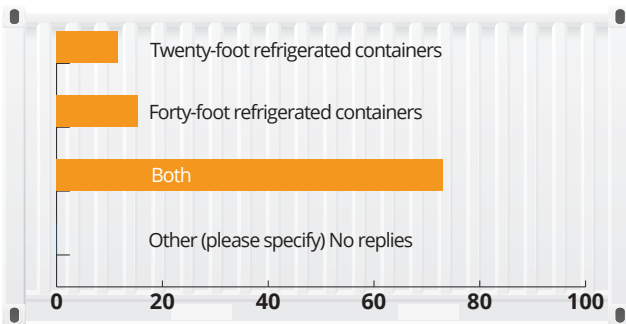 Twenty-foot refrigerated containers
Forty-foot refrigerated containers
Both
Other (please specify) No replies
0 20 40 60 80 100